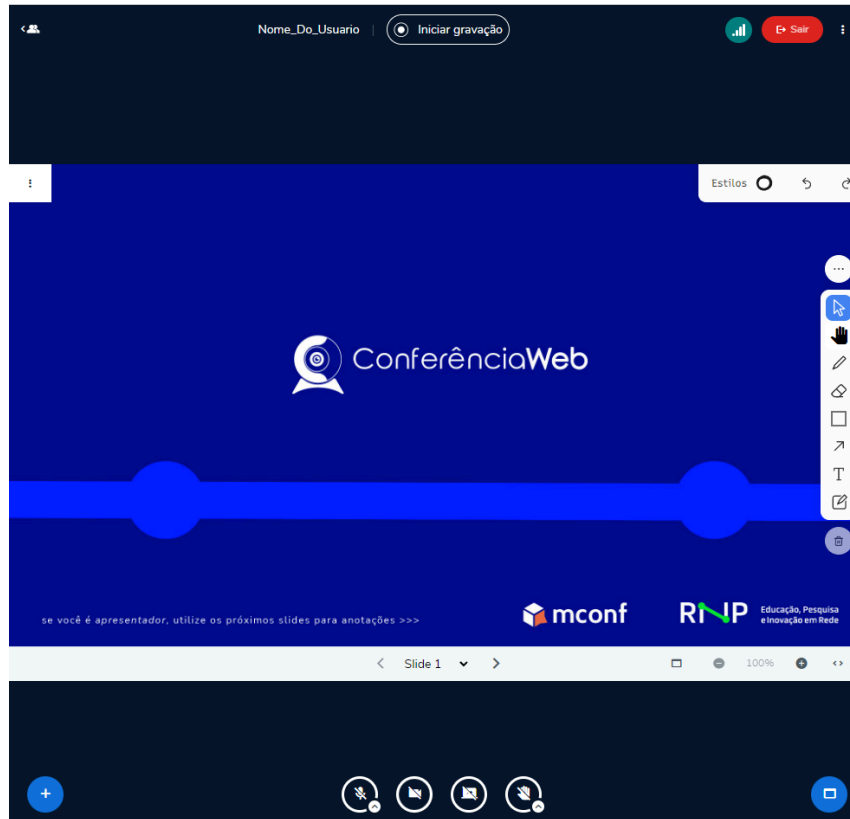 Nome_Do_Usuario | Iniciar gravação
Sair
Estilos
ConferênciaWeb
T
se você é apresentador, utilize os próximos slides para anotações >>>
mconf
RNP
Educação, Pesquisa
e Inovação em Rede
Slide 1
100%